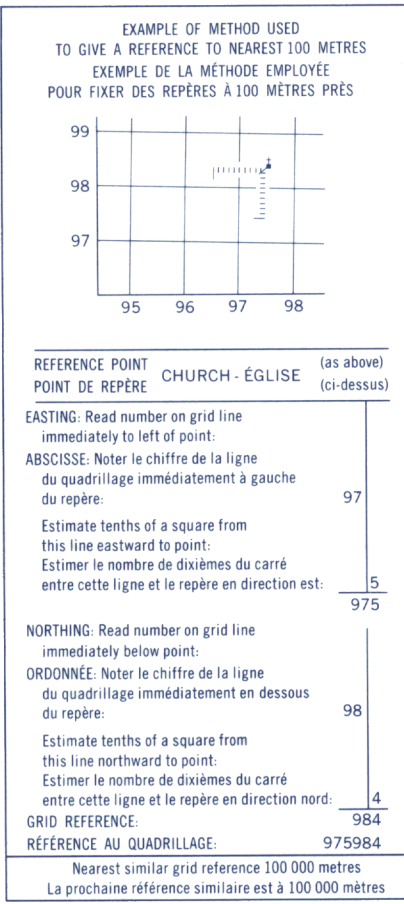 EXAMPLE OF METHOD USED
TO GIVE A REFERENCE TO NEAREST 100 METRES
EXEMPLE DE LA MÉTHODE EMPLOYÉE
POUR FIXER DES REPÈRES À 100 MÈTRES PRÈS
99
98
97
95 96 97 98
REFERENCE POINT
POINT DE REPÈRE
CHURCH - ÉGLISE
(as above)
(ci-dessus)
EASTING: Read number on grid line
immediately to left of point:
ABSCISSE: Noter le chiffre de la ligne
du quadrillage immédiatement à gauche
du repère: 97
Estimate tenths of a square from
this line eastward to point:
Estimer le nombre de dixièmes du carré
entre cette ligne et le repère en direction est: 5
975
NORTHING: Read number on grid line
immediately below point:
ORDONNÉE: Noter le chiffre de la ligne
du quadrillage immédiatement en dessous
du repère: 98
Estimate tenths of a square from
this line northward to point:
Estimer le nombre de dixièmes du carré
entre cette ligne et le repère en direction nord: 4
GRID REFERENCE: 984
RÉFÉRENCE AU QUADRILLAGE: 975984
Nearest similar grid reference 100 000 metres
La prochaine référence similaire est à 100 000 mètres